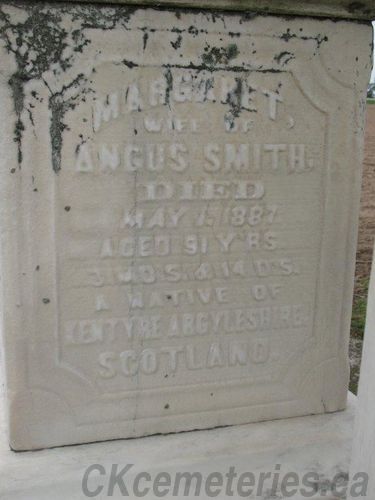 MARGARET,
WIFE OF
ANGUS SMITH.
DIED
MAY 1, 1887
AGED 91 Y'RS
3 MOS. & 14 D'S.
A NATIVE OF
KENTYRE ARGYLESHIRE,
SCOTLAND.
CKcemeteries.ca